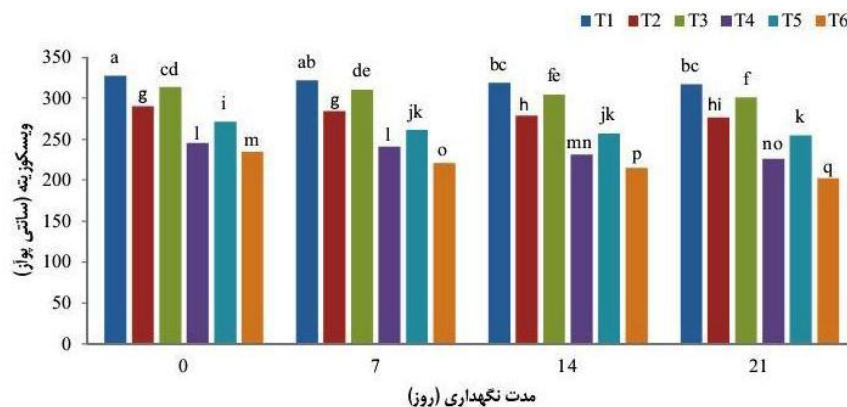 T1 T2 T3 T4 T5 T6
ویسکوزیته (سانتی پوآز)
350
300
250
200
150
100
50
0
a g cd l i m
ab g de l jk o
bc h fe mn jk p
bc hi f no k q
0 7 14 21
مدت نگهداری (روز)